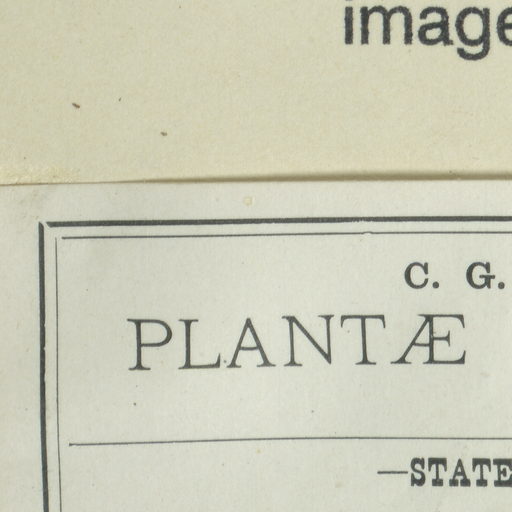 image
C. G.
PLANTÆ
—STATE